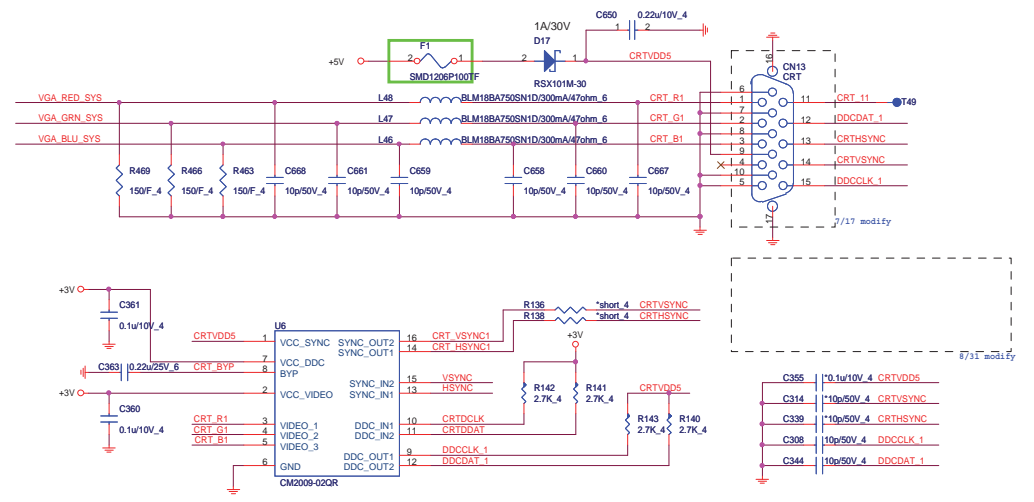 C650 0.22u/10V_4
1 2
1A/30V
F1 D17
+5V 2 1 2 1 CRTVDD5
SMD1206P100TF
RSX101M-30
16
CN13
CRT
VGA_RED_SYS L48 BLM18BA750SN1D/300mA/47ohm_6 CRT_R1 6 1 11 CRT_11 T49
VGA_GRN_SYS L47 BLM18BA750SN1D/300mA/47ohm_6 CRT_G1 7 2 12 DDCDAT_1
VGA_BLU_SYS L46 BLM18BA750SN1D/300mA/47ohm_6 CRT_B1 8 3 13 CRTHSYNC
9 4 14 CRTVSYNC
10 5 15 DDCCLK_1
R469 R466 R463 C668 C661 C659 C658 C660 C667
150/F_4 150/F_4 150/F_4 10p/50V_4 10p/50V_4 10p/50V_4 10p/50V_4 10p/50V_4 10p/50V_4
17
7/17 modify
8/31 modify
+3V
C361
0.1u/10V_4
R136 *short_4 CRTVSYNC
R138 *short_4 CRTHSYNC
U6
CRTVDD5 1 VCC_SYNC SYNC_OUT2 16 CRT_VSYNC1
SYNC_OUT1 14 CRT_HSYNC1
+3V
7 VCC_DDC
C363 0.22u/25V_6 CRT_BYP 8 BYP
SYNC_IN2 15 VSYNC
+3V 2 VCC_VIDEO SYNC_IN1 13 HSYNC
C360
0.1u/10V_4
R142 R141 CRTVDD5
2.7K_4 2.7K_4
CRT_R1 3 VIDEO_1 DDC_IN1 10 CRTDCLK
CRT_G1 4 VIDEO_2 DDC_IN2 11 CRTDDAT
CRT_B1 5 VIDEO_3
R143 R140
2.7K_4 2.7K_4
DDC_OUT1 9 DDCCLK_1
6 GND DDC_OUT2 12 DDCDAT_1
CM2009-02QR
C355 *0.1u/10V_4 CRTVDD5
C314 *10p/50V_4 CRTVSYNC
C339 *10p/50V_4 CRTHSYNC
C308 10p/50V_4 DDCCLK_1
C344 10p/50V_4 DDCDAT_1